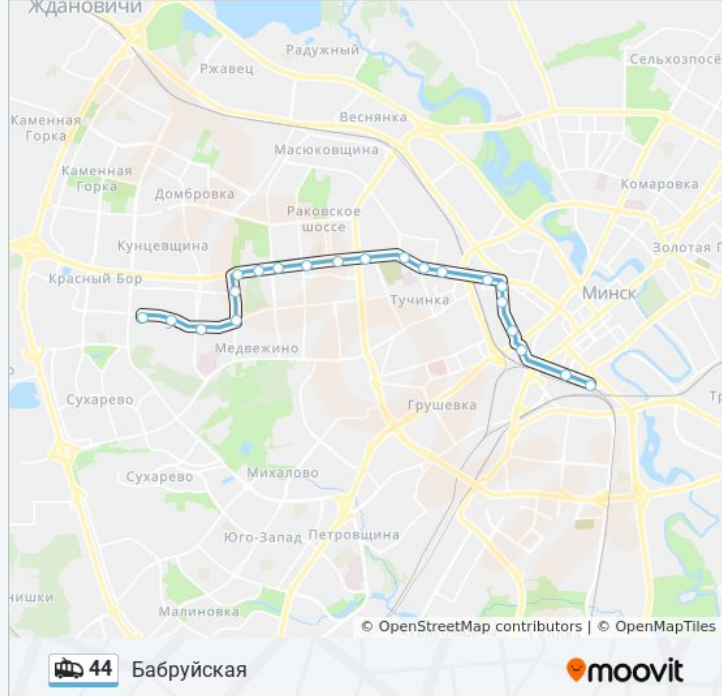 Ждановичи
Радужный
Ржавец
Сельхозпосё
Каменная
Горка
Веснянка
Масюковщина
Каменная
Горка
Домбровка
Комаровка
Раковское
шоссе
Кунцевщина
Золотая Г
Красный Бор
Минск
Тучинка
Медвежино
Сухарево
Грушевка
Сухарево
Михалово
Юго-Запад
Петровщина
нишки
Малиновка
© OpenStreetMap contributors | © OpenMapTiles
44 Бабруйская
moovit